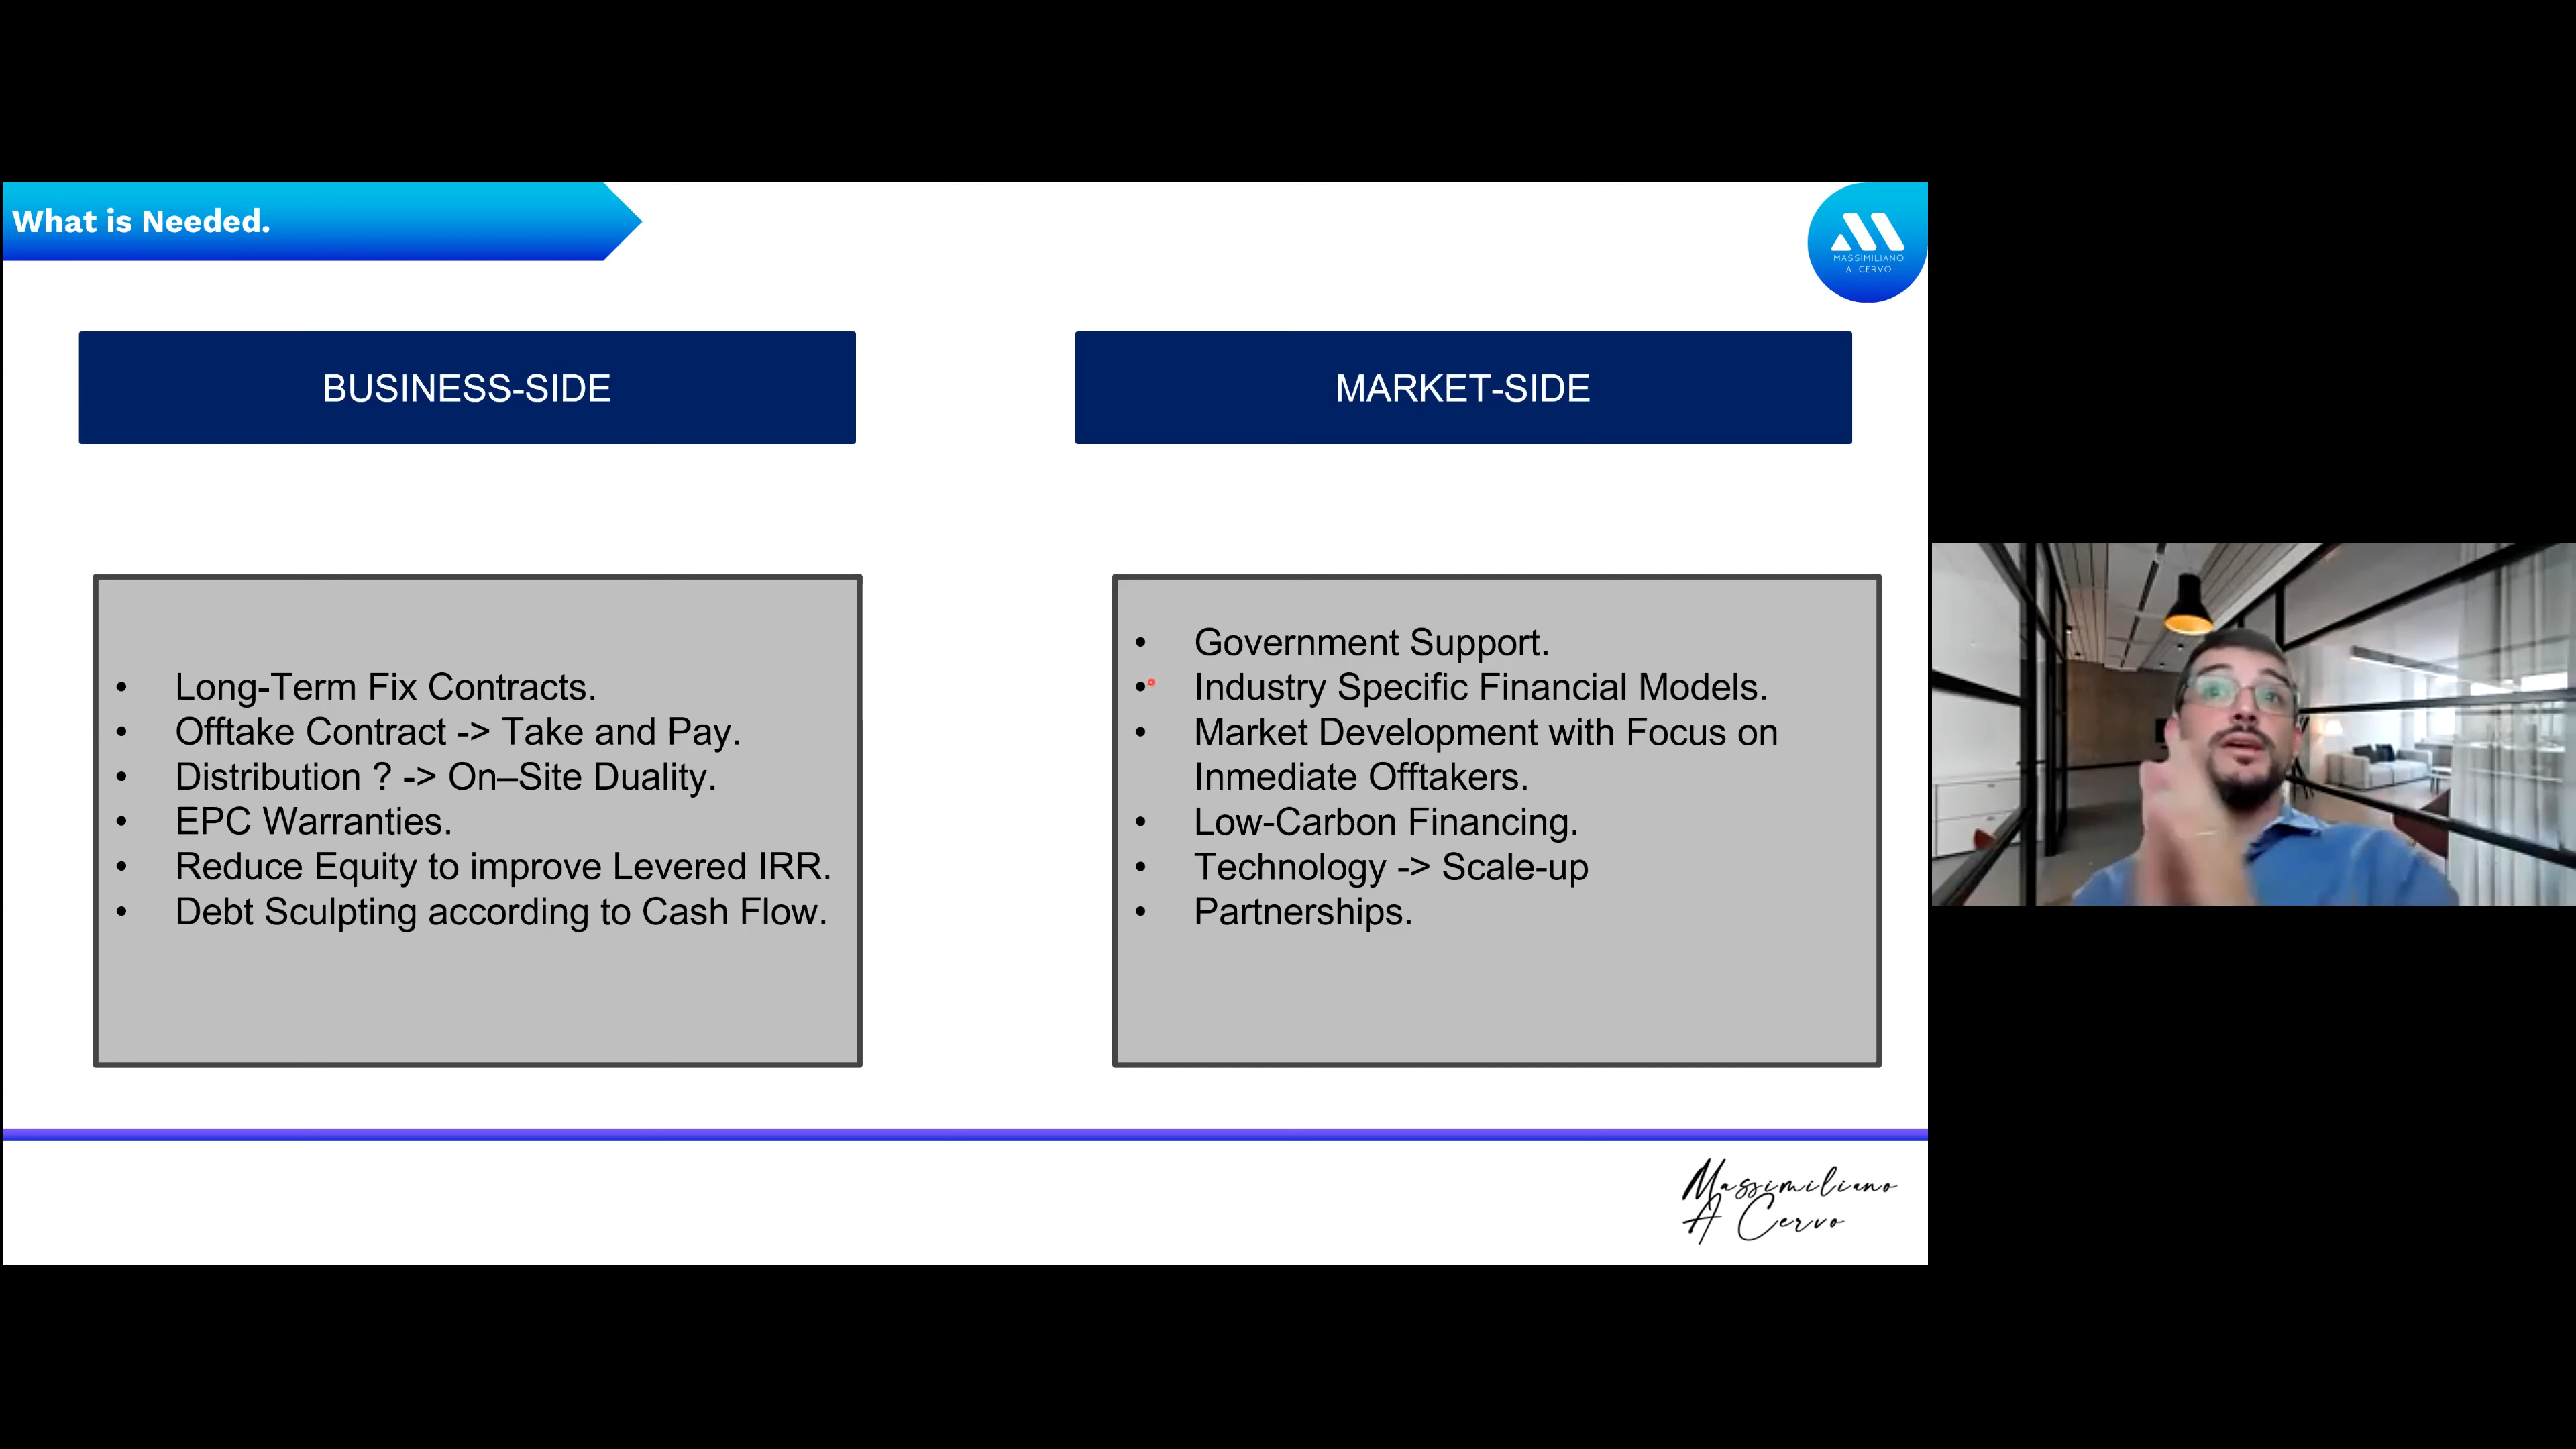 What is Needed.
MASSIMILIANO
A. CERVO
BUSINESS-SIDE
MARKET-SIDE
• Long-Term Fix Contracts.
• Offtake Contract -> Take and Pay.
• Distribution ? -> On–Site Duality.
• EPC Warranties.
• Reduce Equity to improve Levered IRR.
• Debt Sculpting according to Cash Flow.
• Government Support.
• Industry Specific Financial Models.
• Market Development with Focus on
Inmediate Offtakers.
• Low-Carbon Financing.
• Technology -> Scale-up
• Partnerships.
Massimiliano
A Cervo